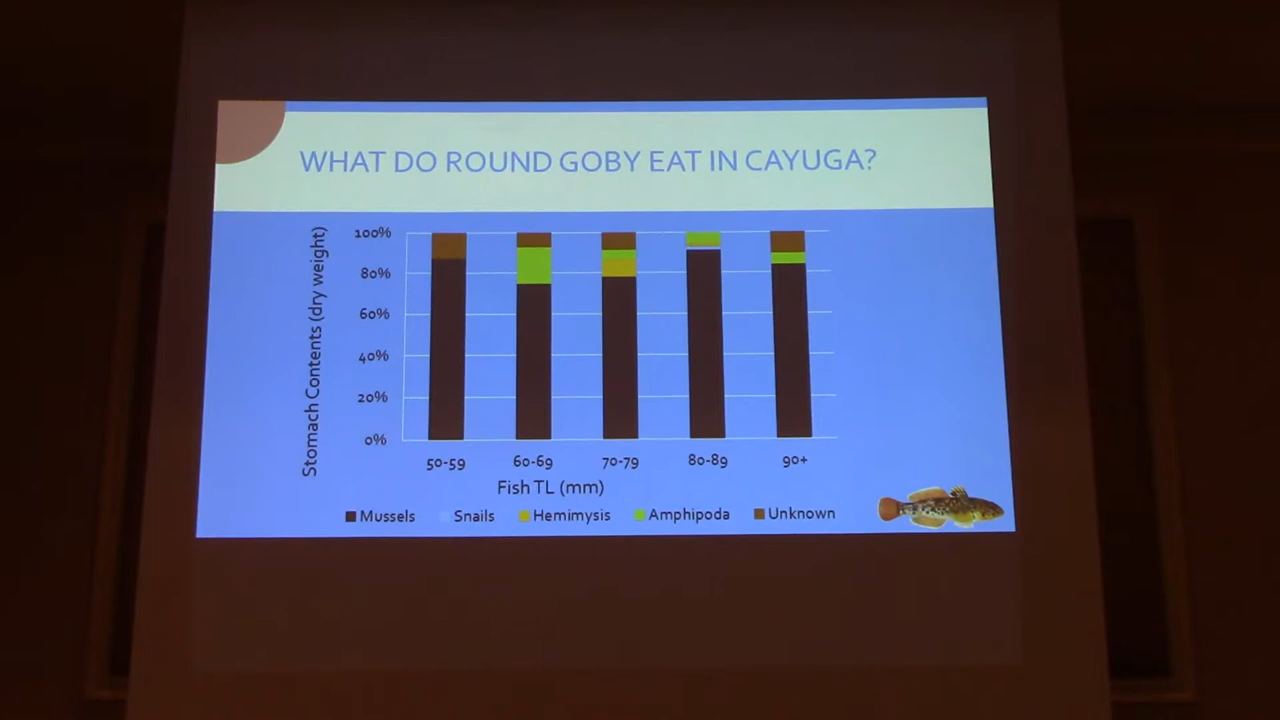 WHAT DO ROUND GOBY EAT IN CAYUGA?
Stomach Contents (dry weight)
100%
80%
60%
40%
20%
0%
50-59 60-69 70-79 80-89 90+
Fish TL (mm)
Mussels Snails Hemimysis Amphipoda Unknown